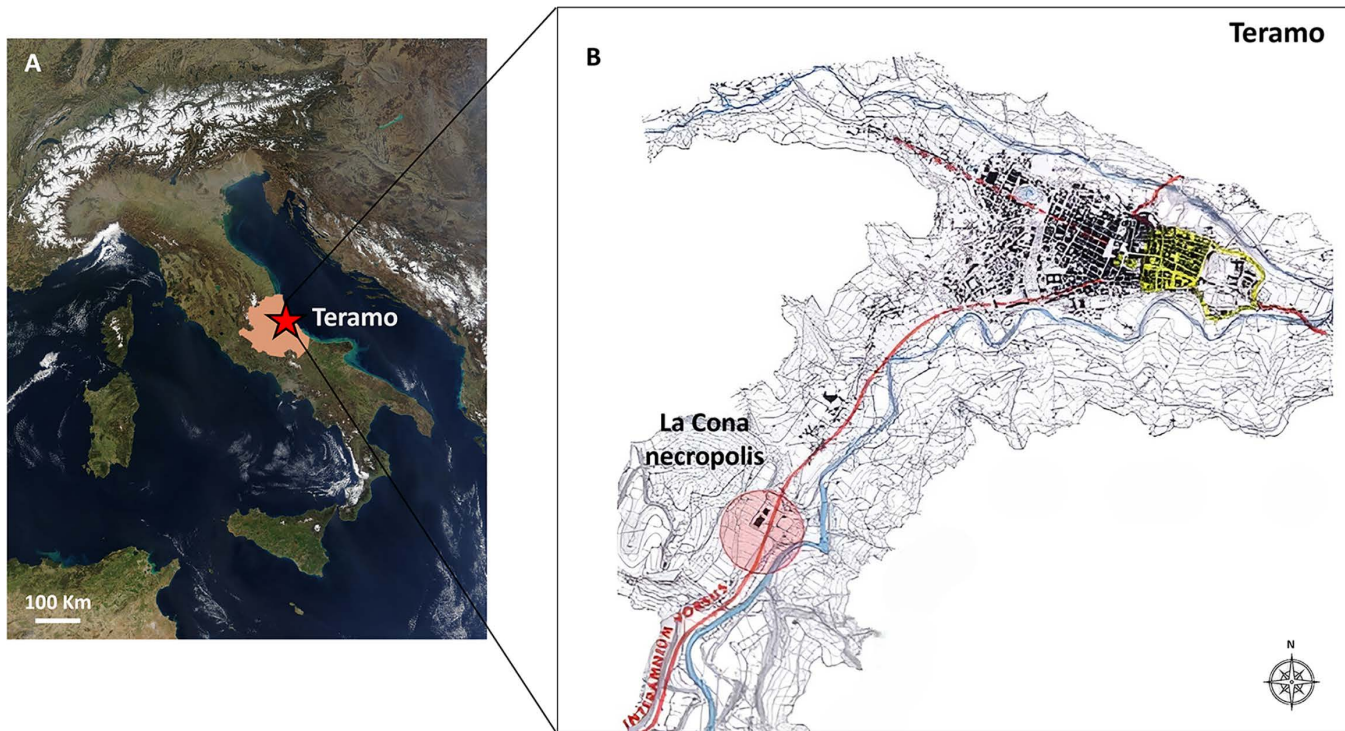 A
Teramo
100 Km
Teramo
B
La Cona
necropolis
INTERAMNIUM VORSUS
N